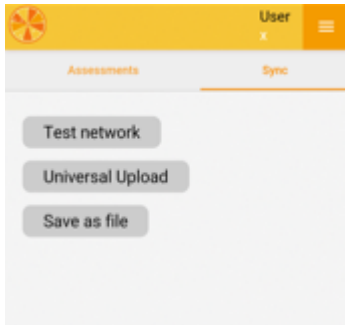 User
x
Assessments Sync
Test network
Universal Upload
Save as file